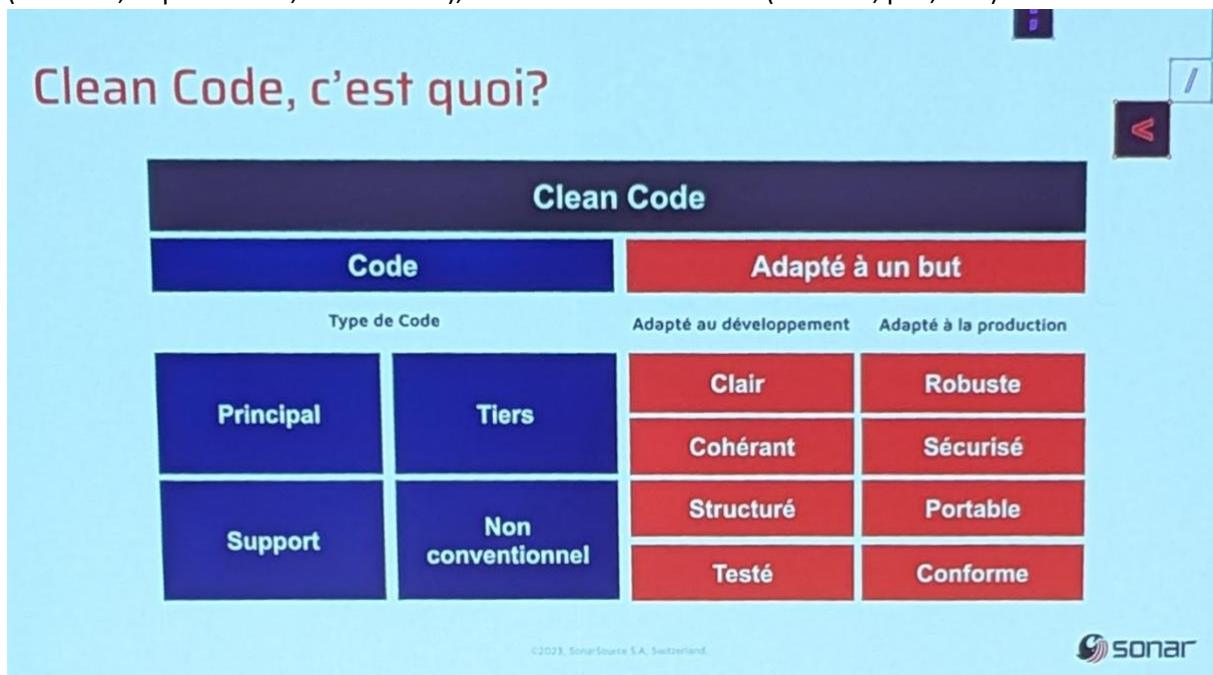 Clean Code, c'est quoi?
/
<
Clean Code
Code
Adapté à un but
Type de Code
Adapté au développement
Adapté à la production
Principal
Tiers
Support
Non
conventionnel
Clair
Robuste
Cohérant
Sécurisé
Structuré
Portable
Testé
Conforme
©2023, SonarSource S.A, Switzerland.
sonar